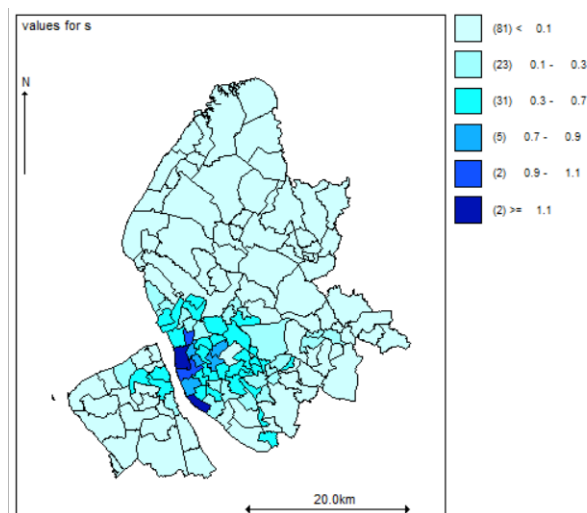 values for s
N
(81) < 0.1
(23) 0.1 - 0.3
(31) 0.3 - 0.7
(5) 0.7 - 0.9
(2) 0.9 - 1.1
(2) >= 1.1
20.0km